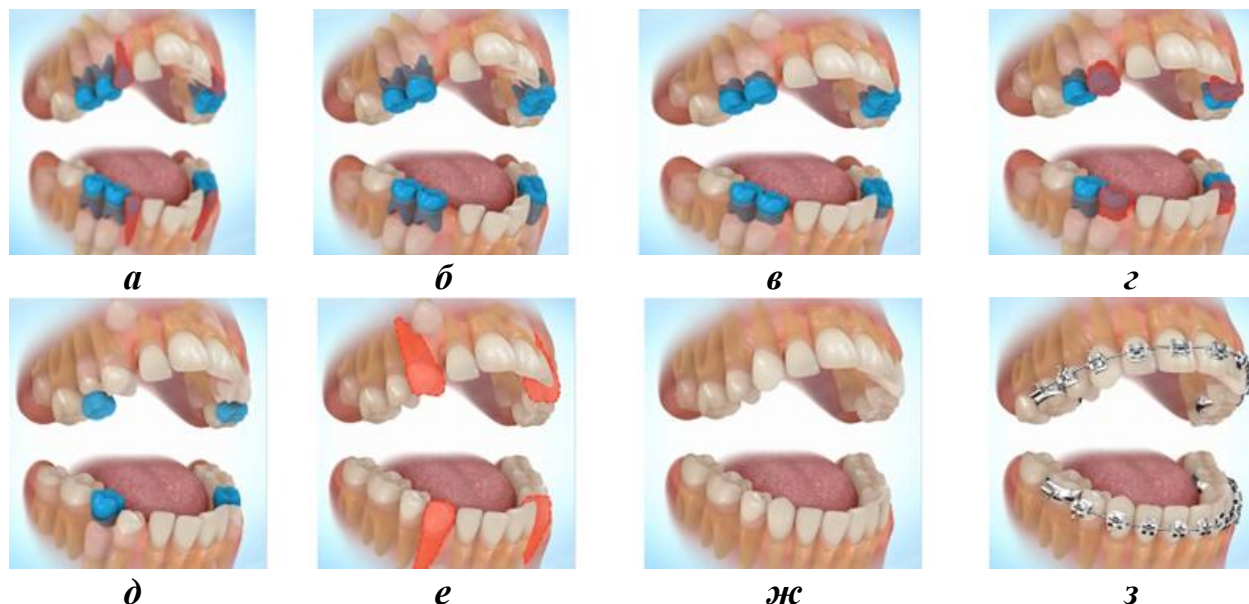 а б в г
д е ж з